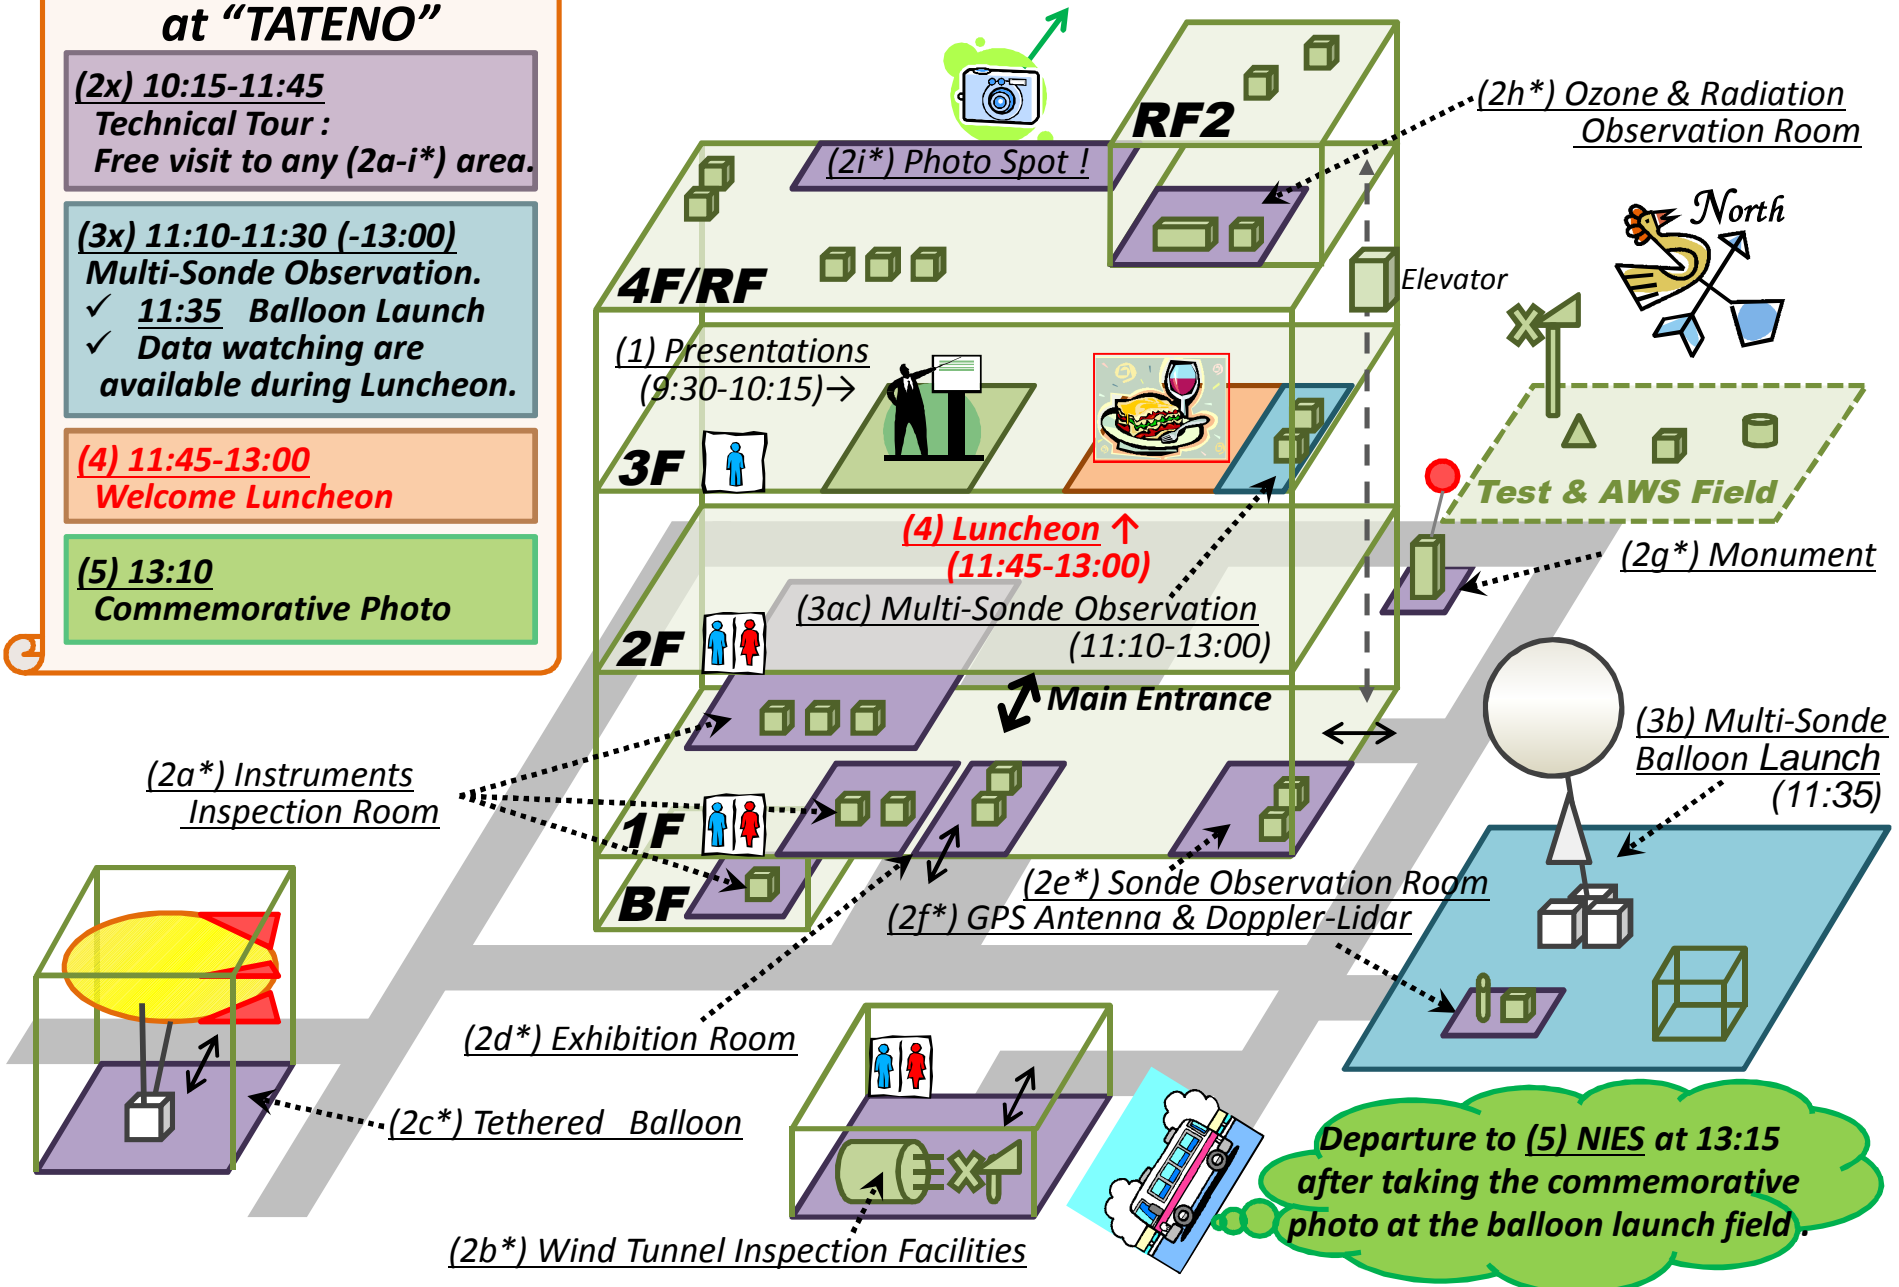 at “TATENO”
(2x) 10:15-11:45
Technical Tour :
Free visit to any (2a-i*) area.
(3x) 11:10-11:30 (-13:00)
Multi-Sonde Observation.
✓ 11:35 Balloon Launch
✓ Data watching are
available during Luncheon.
(4) 11:45-13:00
Welcome Luncheon
(5) 13:10
Commemorative Photo
RF2
(2h*) Ozone & Radiation
Observation Room
(2i*) Photo Spot !
North
4F/RF
Elevator
(1) Presentations
(9:30-10:15)→
3F
Test & AWS Field
(4) Luncheon ↑
(11:45-13:00)
(2g*) Monument
(3ac) Multi-Sonde Observation
(11:10-13:00)
2F
Main Entrance
(3b) Multi-Sonde
Balloon Launch
(11:35)
(2a*) Instruments
Inspection Room
1F
BF
(2e*) Sonde Observation Room
(2f*) GPS Antenna & Doppler-Lidar
(2d*) Exhibition Room
(2c*) Tethered Balloon
(2b*) Wind Tunnel Inspection Facilities
Departure to (5) NIES at 13:15
after taking the commemorative
photo at the balloon launch field .